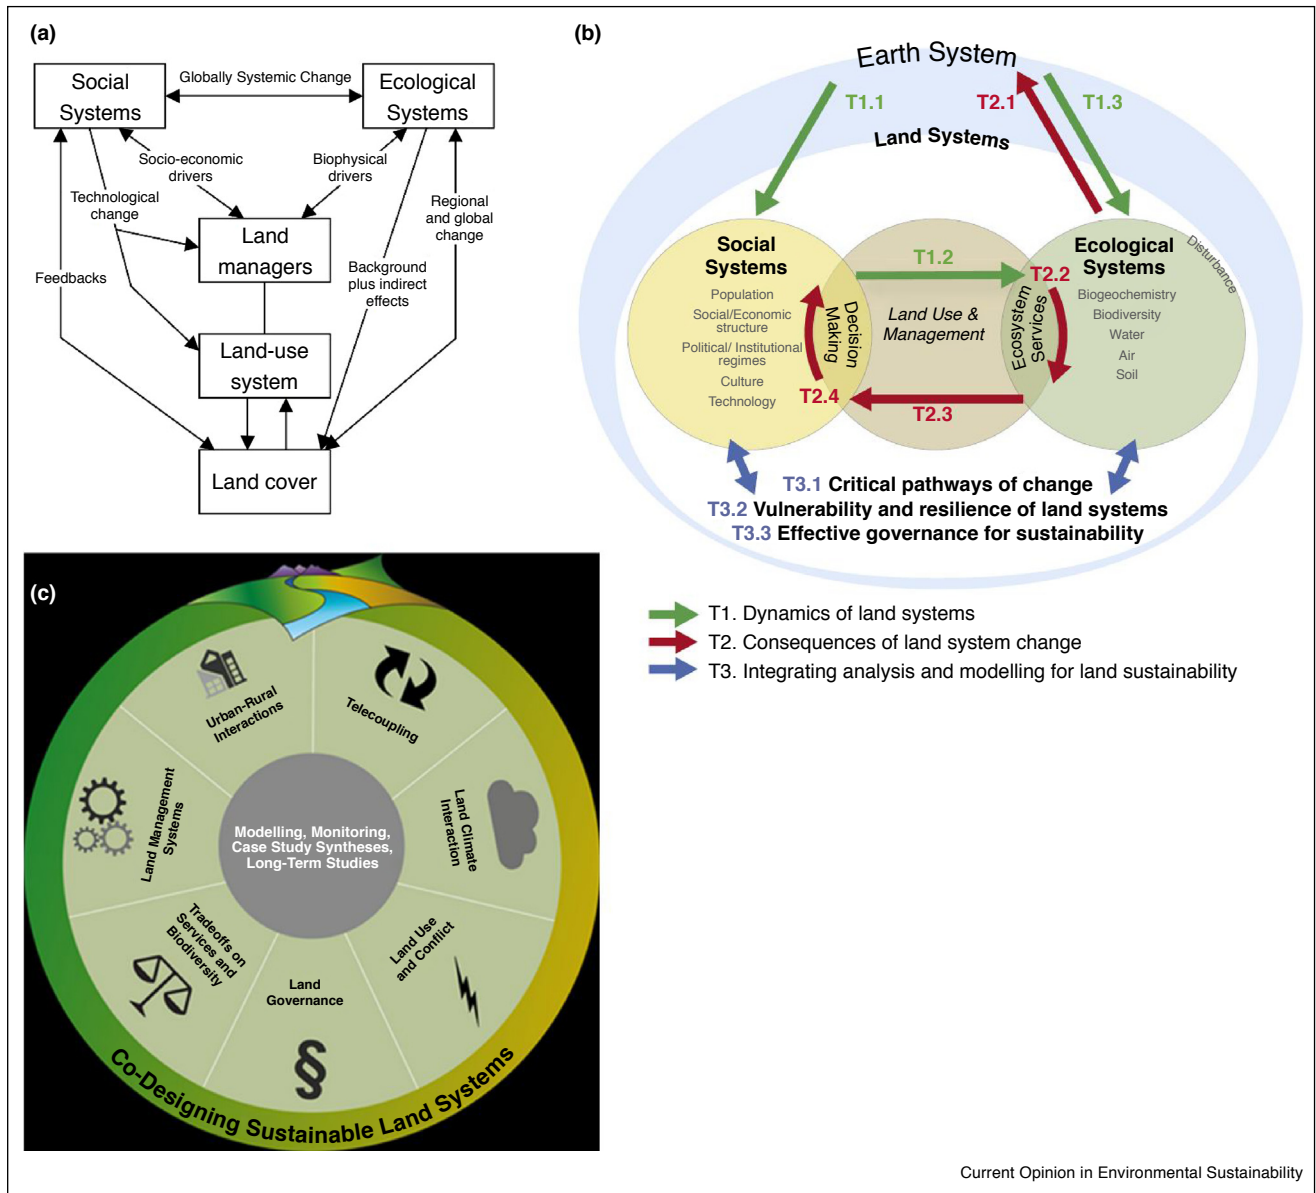 (a)
Social
Systems
Globally Systemic Change
Ecological
Systems
Socio-economic
drivers
Biophysical
drivers
Technological
change
Regional
and global
change
Land
managers
Feedbacks
Background
plus indirect
effects
Land-use
system
Land cover
(b)
Earth System
T1.1
T2.1
T1.3
Land Systems
Social
Systems
Population
Social/Economic
structure
Political/ Institutional
regimes
Culture
Technology
Decision
Making
T1.2
Land Use &
Management
T2.2
Ecosystem
Services
Ecological
Systems
Biogeochemistry
Biodiversity
Water
Air
Soil
Disturbance
T2.4
T2.3
T3.1 Critical pathways of change
T3.2 Vulnerability and resilience of land systems
T3.3 Effective governance for sustainability
T1. Dynamics of land systems
T2. Consequences of land system change
T3. Integrating analysis and modelling for land sustainability
(c)
Urban-Rural
Interactions
Telecoupling
Land Climate
Interaction
Land Use
and Conflict
Land
Governance
§
Tradeoffs on
Services and
Biodiversity
Land Management
Systems
Modelling, Monitoring,
Case Study Syntheses,
Long-Term Studies
Co-Designing Sustainable Land Systems
Current Opinion in Environmental Sustainability